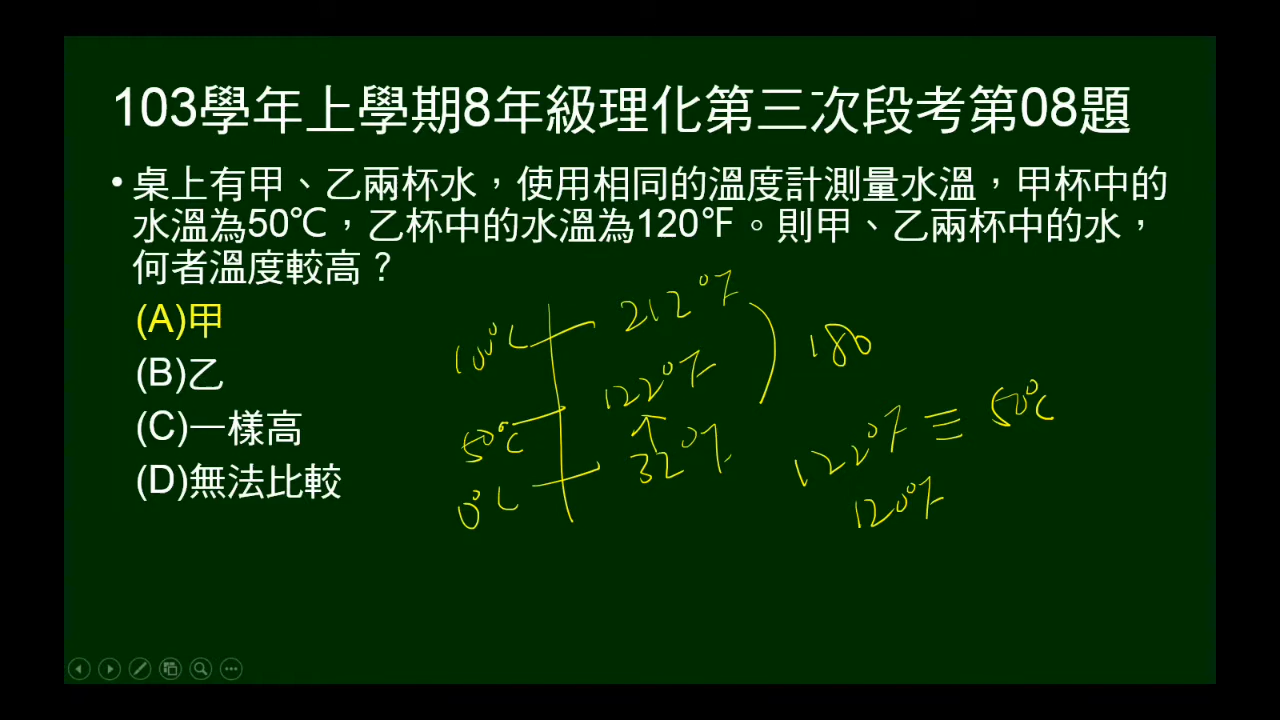 103學年上學期8年級理化第三次段考第08題
•桌上有甲、乙兩杯水，使用相同的溫度計測量水溫，甲杯中的
水溫為50℃，乙杯中的水溫為120℉。則甲、乙兩杯中的水，
何者溫度較高？
(A)甲
(B)乙
(C)一樣高
(D)無法比較
100°C 212°F
180
50°C 122°F
0°C 32°F
122°F ≡ 50°C
120°F